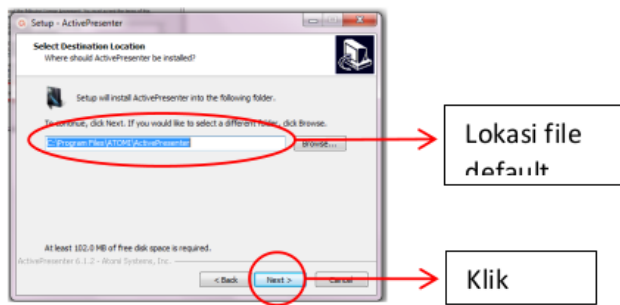 Setup - ActivePresenter
Select Destination Location
Where should ActivePresenter be installed?
Setup will install ActivePresenter into the following folder.
To continue, click Next. If you would like to select a different folder, click Browse.
C:\Program Files\ATOMI\ActivePresenter
Browse...
Lokasi file
default
At least 102.0 MB of free disk space is required.
ActivePresenter 6.1.2 - Atomi Systems, Inc.
< Back
Next >
Cancel
Klik